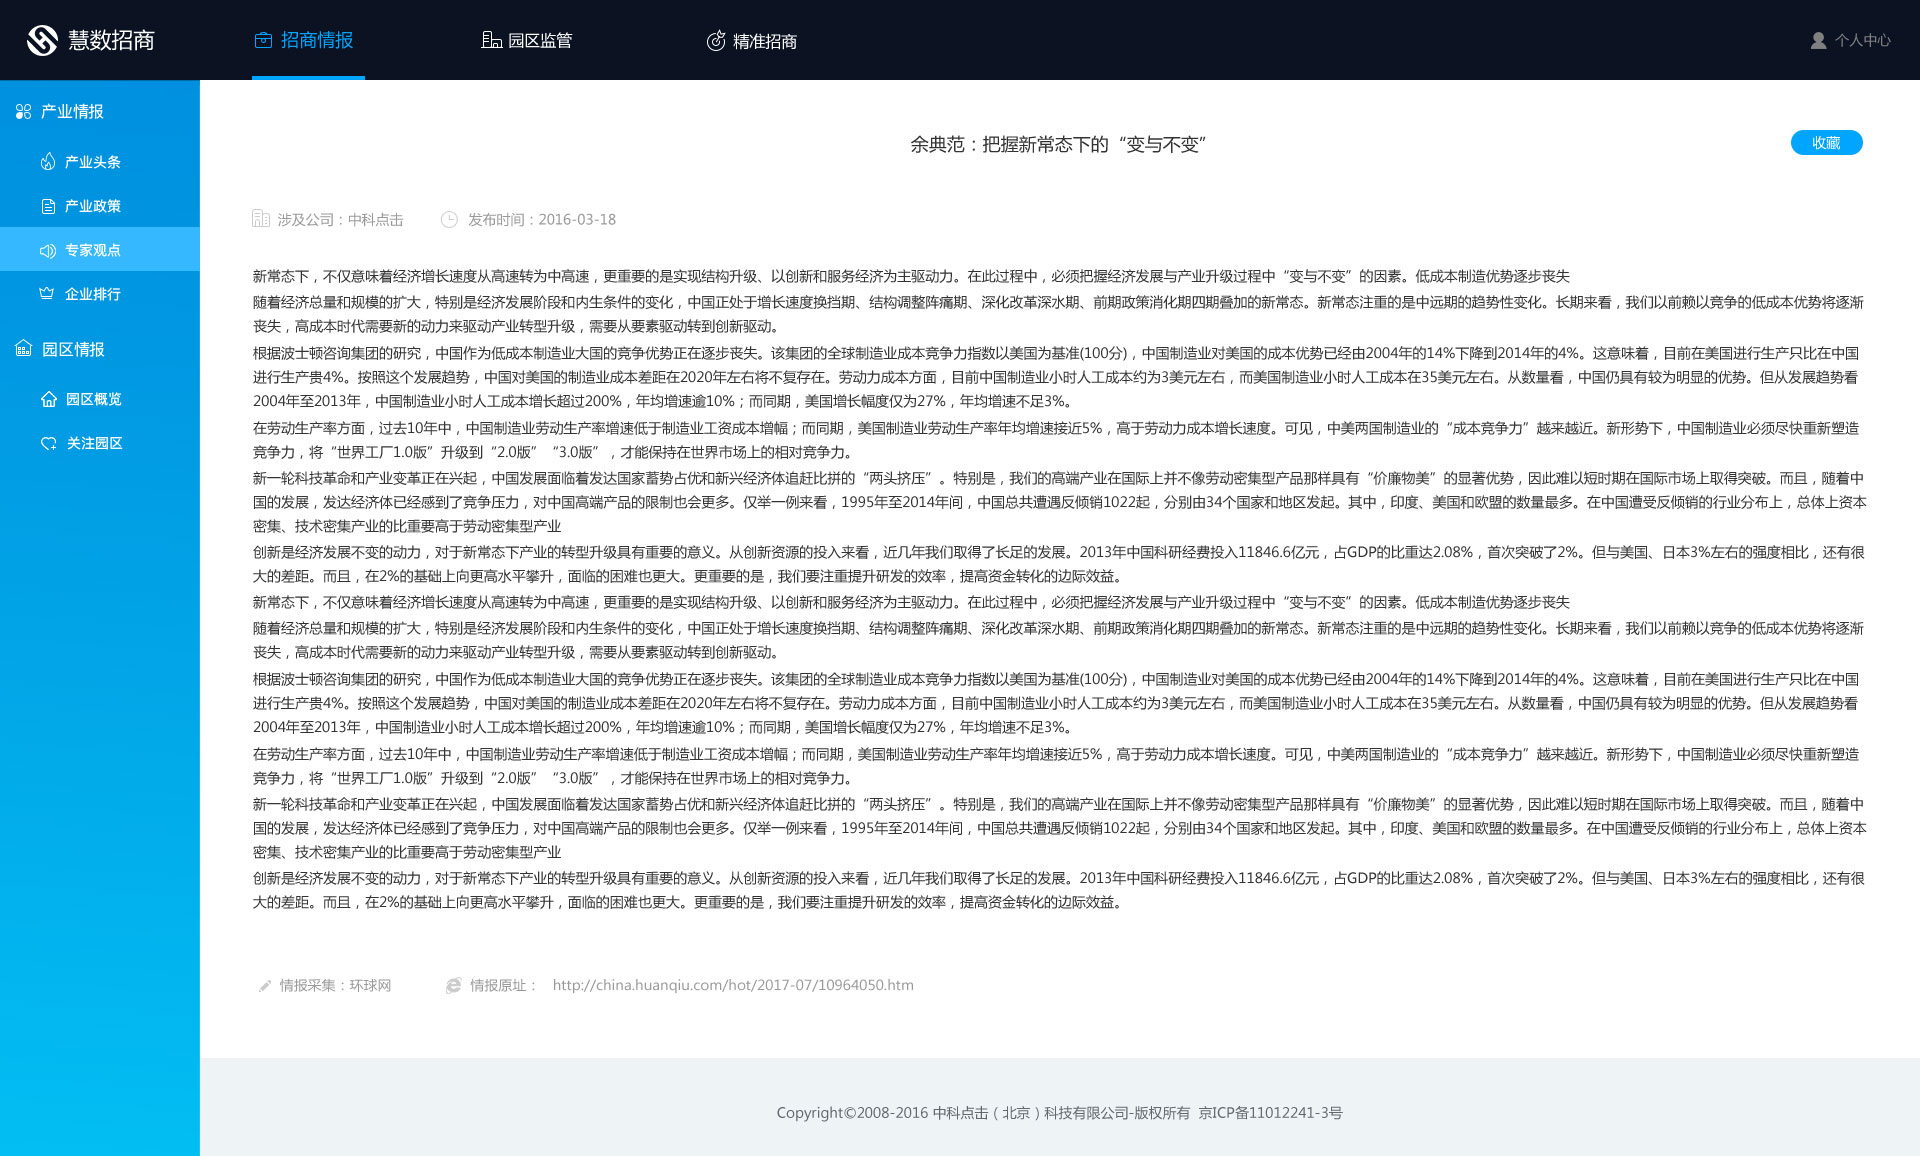 慧数招商
招商情报
园区监管
精准招商
个人中心
产业情报
产业头条
产业政策
专家观点
企业排行
园区情报
园区概览
关注园区
余典范：把握新常态下的“变与不变”
收藏
涉及公司：中科点击
发布时间：2016-03-18
新常态下，不仅意味着经济增长速度从高速转为中高速，更重要的是实现结构升级、以创新和服务经济为主驱动力。在此过程中，必须把握经济发展与产业升级过程中“变与不变”的因素。低成本制造优势逐步丧失
随着经济总量和规模的扩大，特别是经济发展阶段和内生条件的变化，中国正处于增长速度换挡期、结构调整阵痛期、深化改革深水期、前期政策消化期四期叠加的新常态。新常态注重的是中远期的趋势性变化。长期来看，我们以前赖以竞争的低成本优势将逐渐
丧失，高成本时代需要新的动力来驱动产业转型升级，需要从要素驱动转到创新驱动。
根据波士顿咨询集团的研究，中国作为低成本制造业大国的竞争优势正在逐步丧失。该集团的全球制造业成本竞争力指数以美国为基准(100分)，中国制造业对美国的成本优势已经由2004年的14%下降到2014年的4%。这意味着，目前在美国进行生产只比在中国
进行生产贵4%。按照这个发展趋势，中国对美国的制造业成本差距在2020年左右将不复存在。劳动力成本方面，目前中国制造业小时人工成本约为3美元左右，而美国制造业小时人工成本在35美元左右。从数量看，中国仍具有较为明显的优势。但从发展趋势看
2004年至2013年，中国制造业小时人工成本增长超过200%，年均增速逾10%；而同期，美国增长幅度仅为27%，年均增速不足3%。
在劳动生产率方面，过去10年中，中国制造业劳动生产率增速低于制造业工资成本增幅；而同期，美国制造业劳动生产率年均增速接近5%，高于劳动力成本增长速度。可见，中美两国制造业的“成本竞争力”越来越近。新形势下，中国制造业必须尽快重新塑造
竞争力，将“世界工厂1.0版”升级到“2.0版”“3.0版”，才能保持在世界市场上的相对竞争力。
新一轮科技革命和产业变革正在兴起，中国发展面临着发达国家蓄势占优和新兴经济体追赶比拼的“两头挤压”。特别是，我们的高端产业在国际上并不像劳动密集型产品那样具有“价廉物美”的显著优势，因此难以短时期在国际市场上取得突破。而且，随着中
国的发展，发达经济体已经感到了竞争压力，对中国高端产品的限制也会更多。仅举一例来看，1995年至2014年间，中国总共遭遇反倾销1022起，分别由34个国家和地区发起。其中，印度、美国和欧盟的数量最多。在中国遭受反倾销的行业分布上，总体上资本
密集、技术密集产业的比重要高于劳动密集型产业
创新是经济发展不变的动力，对于新常态下产业的转型升级具有重要的意义。从创新资源的投入来看，近几年我们取得了长足的发展。2013年中国科研经费投入11846.6亿元，占GDP的比重达2.08%，首次突破了2%。但与美国、日本3%左右的强度相比，还有很
大的差距。而且，在2%的基础上向更高水平攀升，面临的困难也更大。更重要的是，我们要注重提升研发的效率，提高资金转化的边际效益。
新常态下，不仅意味着经济增长速度从高速转为中高速，更重要的是实现结构升级、以创新和服务经济为主驱动力。在此过程中，必须把握经济发展与产业升级过程中“变与不变”的因素。低成本制造优势逐步丧失
随着经济总量和规模的扩大，特别是经济发展阶段和内生条件的变化，中国正处于增长速度换挡期、结构调整阵痛期、深化改革深水期、前期政策消化期四期叠加的新常态。新常态注重的是中远期的趋势性变化。长期来看，我们以前赖以竞争的低成本优势将逐渐
丧失，高成本时代需要新的动力来驱动产业转型升级，需要从要素驱动转到创新驱动。
根据波士顿咨询集团的研究，中国作为低成本制造业大国的竞争优势正在逐步丧失。该集团的全球制造业成本竞争力指数以美国为基准(100分)，中国制造业对美国的成本优势已经由2004年的14%下降到2014年的4%。这意味着，目前在美国进行生产只比在中国
进行生产贵4%。按照这个发展趋势，中国对美国的制造业成本差距在2020年左右将不复存在。劳动力成本方面，目前中国制造业小时人工成本约为3美元左右，而美国制造业小时人工成本在35美元左右。从数量看，中国仍具有较为明显的优势。但从发展趋势看
2004年至2013年，中国制造业小时人工成本增长超过200%，年均增速逾10%；而同期，美国增长幅度仅为27%，年均增速不足3%。
在劳动生产率方面，过去10年中，中国制造业劳动生产率增速低于制造业工资成本增幅；而同期，美国制造业劳动生产率年均增速接近5%，高于劳动力成本增长速度。可见，中美两国制造业的“成本竞争力”越来越近。新形势下，中国制造业必须尽快重新塑造
竞争力，将“世界工厂1.0版”升级到“2.0版”“3.0版”，才能保持在世界市场上的相对竞争力。
新一轮科技革命和产业变革正在兴起，中国发展面临着发达国家蓄势占优和新兴经济体追赶比拼的“两头挤压”。特别是，我们的高端产业在国际上并不像劳动密集型产品那样具有“价廉物美”的显著优势，因此难以短时期在国际市场上取得突破。而且，随着中
国的发展，发达经济体已经感到了竞争压力，对中国高端产品的限制也会更多。仅举一例来看，1995年至2014年间，中国总共遭遇反倾销1022起，分别由34个国家和地区发起。其中，印度、美国和欧盟的数量最多。在中国遭受反倾销的行业分布上，总体上资本
密集、技术密集产业的比重要高于劳动密集型产业
创新是经济发展不变的动力，对于新常态下产业的转型升级具有重要的意义。从创新资源的投入来看，近几年我们取得了长足的发展。2013年中国科研经费投入11846.6亿元，占GDP的比重达2.08%，首次突破了2%。但与美国、日本3%左右的强度相比，还有很
大的差距。而且，在2%的基础上向更高水平攀升，面临的困难也更大。更重要的是，我们要注重提升研发的效率，提高资金转化的边际效益。
情报采集：环球网
情报原址： http://china.huanqiu.com/hot/2017-07/10964050.htm
Copyright©2008-2016 中科点击（北京）科技有限公司-版权所有 京ICP备11012241-3号